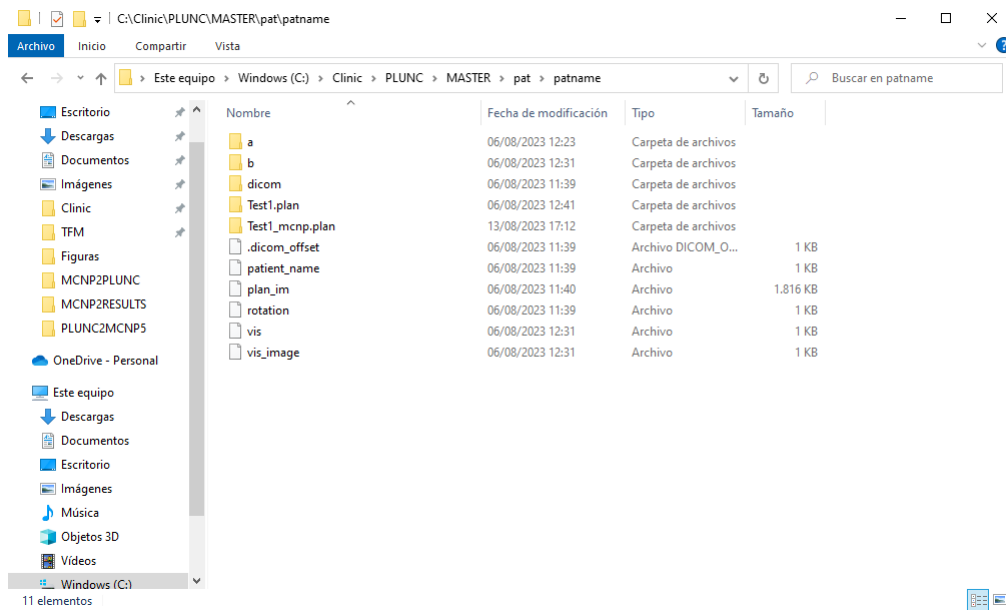 C:\Clinic\PLUNC\MASTER\pat\patname
Archivo Inicio Compartir Vista
Este equipo > Windows (C:) > Clinic > PLUNC > MASTER > pat > patname
Buscar en patname
Escritorio
Descargas
Documentos
Imágenes
Clinic
TFM
Figuras
MCNP2PLUNC
MCNP2RESULTS
PLUNC2MCNP5
OneDrive - Personal
Este equipo
Descargas
Documentos
Escritorio
Imágenes
Música
Objetos 3D
Vídeos
Windows (C:)
Nombre Fecha de modificación Tipo Tamaño
a 06/08/2023 12:23 Carpeta de archivos
b 06/08/2023 12:31 Carpeta de archivos
dicom 06/08/2023 11:39 Carpeta de archivos
Test1.plan 06/08/2023 12:41 Carpeta de archivos
Test1_mcnp.plan 13/08/2023 17:12 Carpeta de archivos
.dicom_offset 06/08/2023 11:39 Archivo DICOM_O... 1 KB
patient_name 06/08/2023 11:39 Archivo 1 KB
plan_im 06/08/2023 11:40 Archivo 1.816 KB
rotation 06/08/2023 11:39 Archivo 1 KB
vis 06/08/2023 12:31 Archivo 1 KB
vis_image 06/08/2023 12:31 Archivo 1 KB
11 elementos